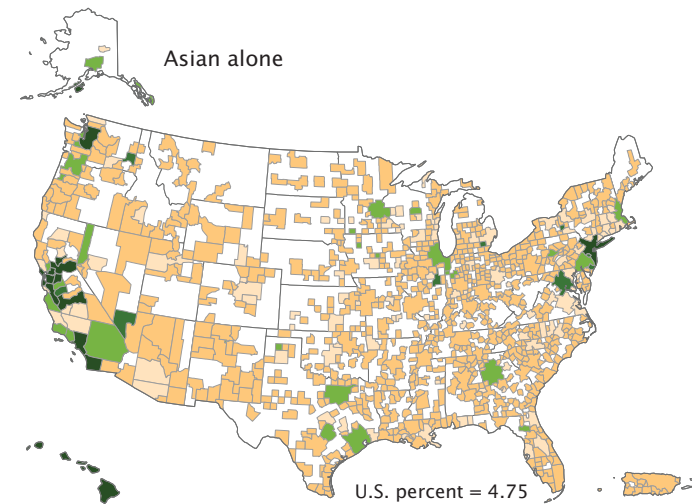 Asian alone
U.S. percent = 4.75